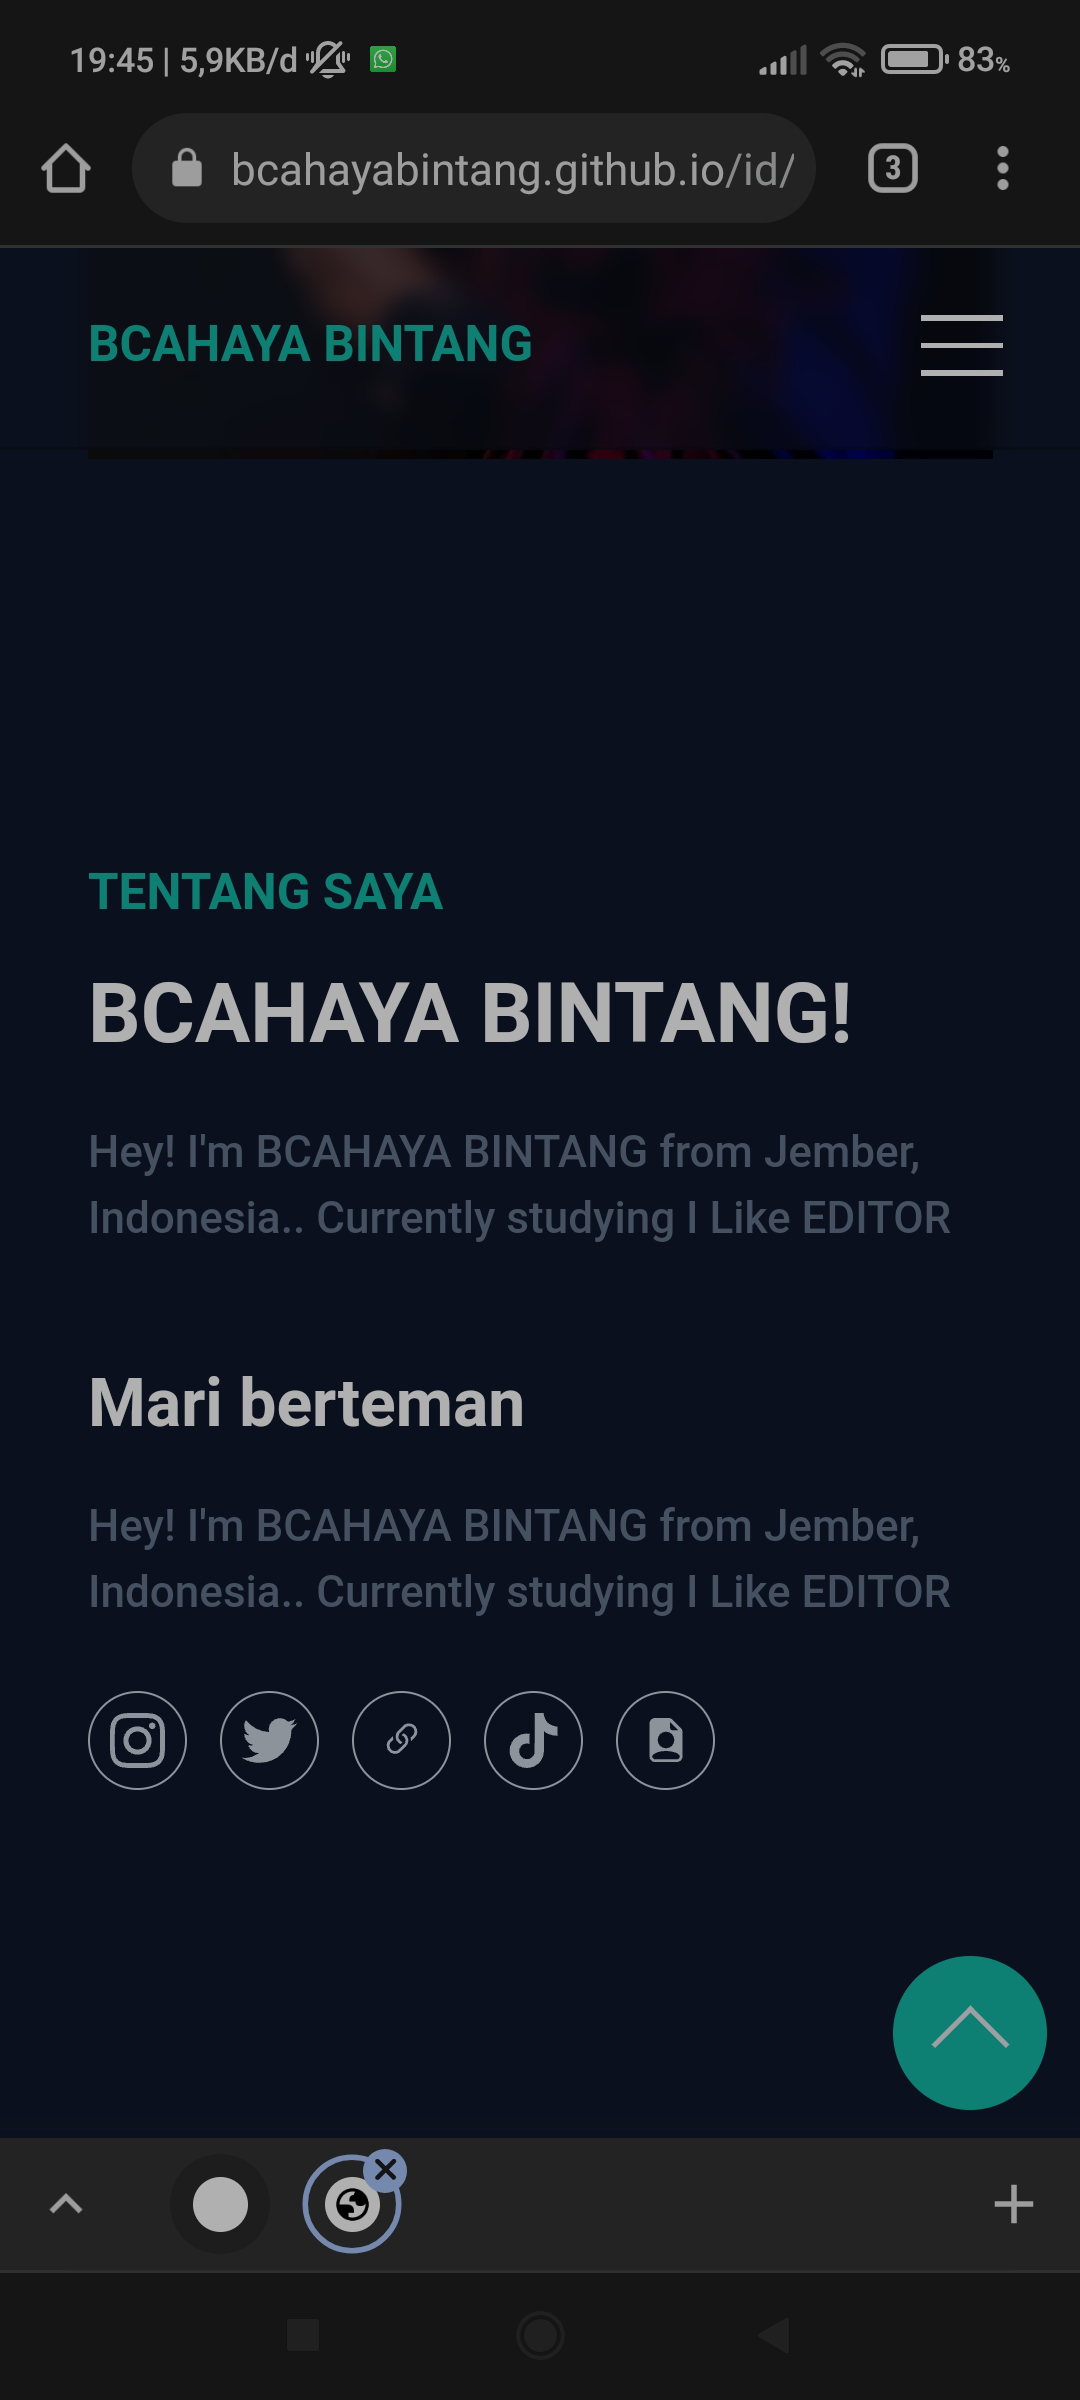 19:45 | 5,9KB/d
83%
bcahayabintang.github.io/id/
3
BCAHAYA BINTANG
TENTANG SAYA
BCAHAYA BINTANG!
Hey! I'm BCAHAYA BINTANG from Jember,
Indonesia.. Currently studying I Like EDITOR
Mari berteman
Hey! I'm BCAHAYA BINTANG from Jember,
Indonesia.. Currently studying I Like EDITOR